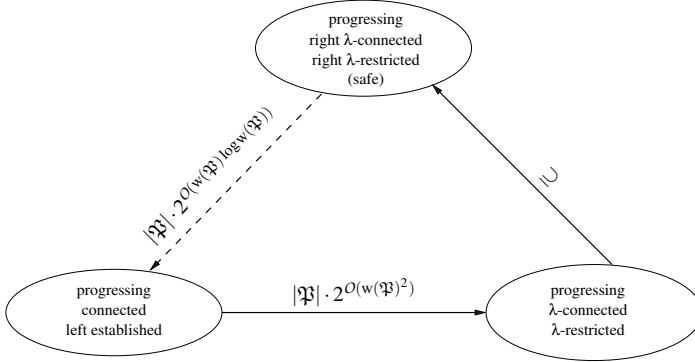 progressing
right λ-connected
right λ-restricted
(safe)
|𝔓| · 2^{O(w(𝔓) log w(𝔓))}
⊇
progressing
connected
left established
|𝔓| · 2^{O(w(𝔓)^2)}
progressing
λ-connected
λ-restricted